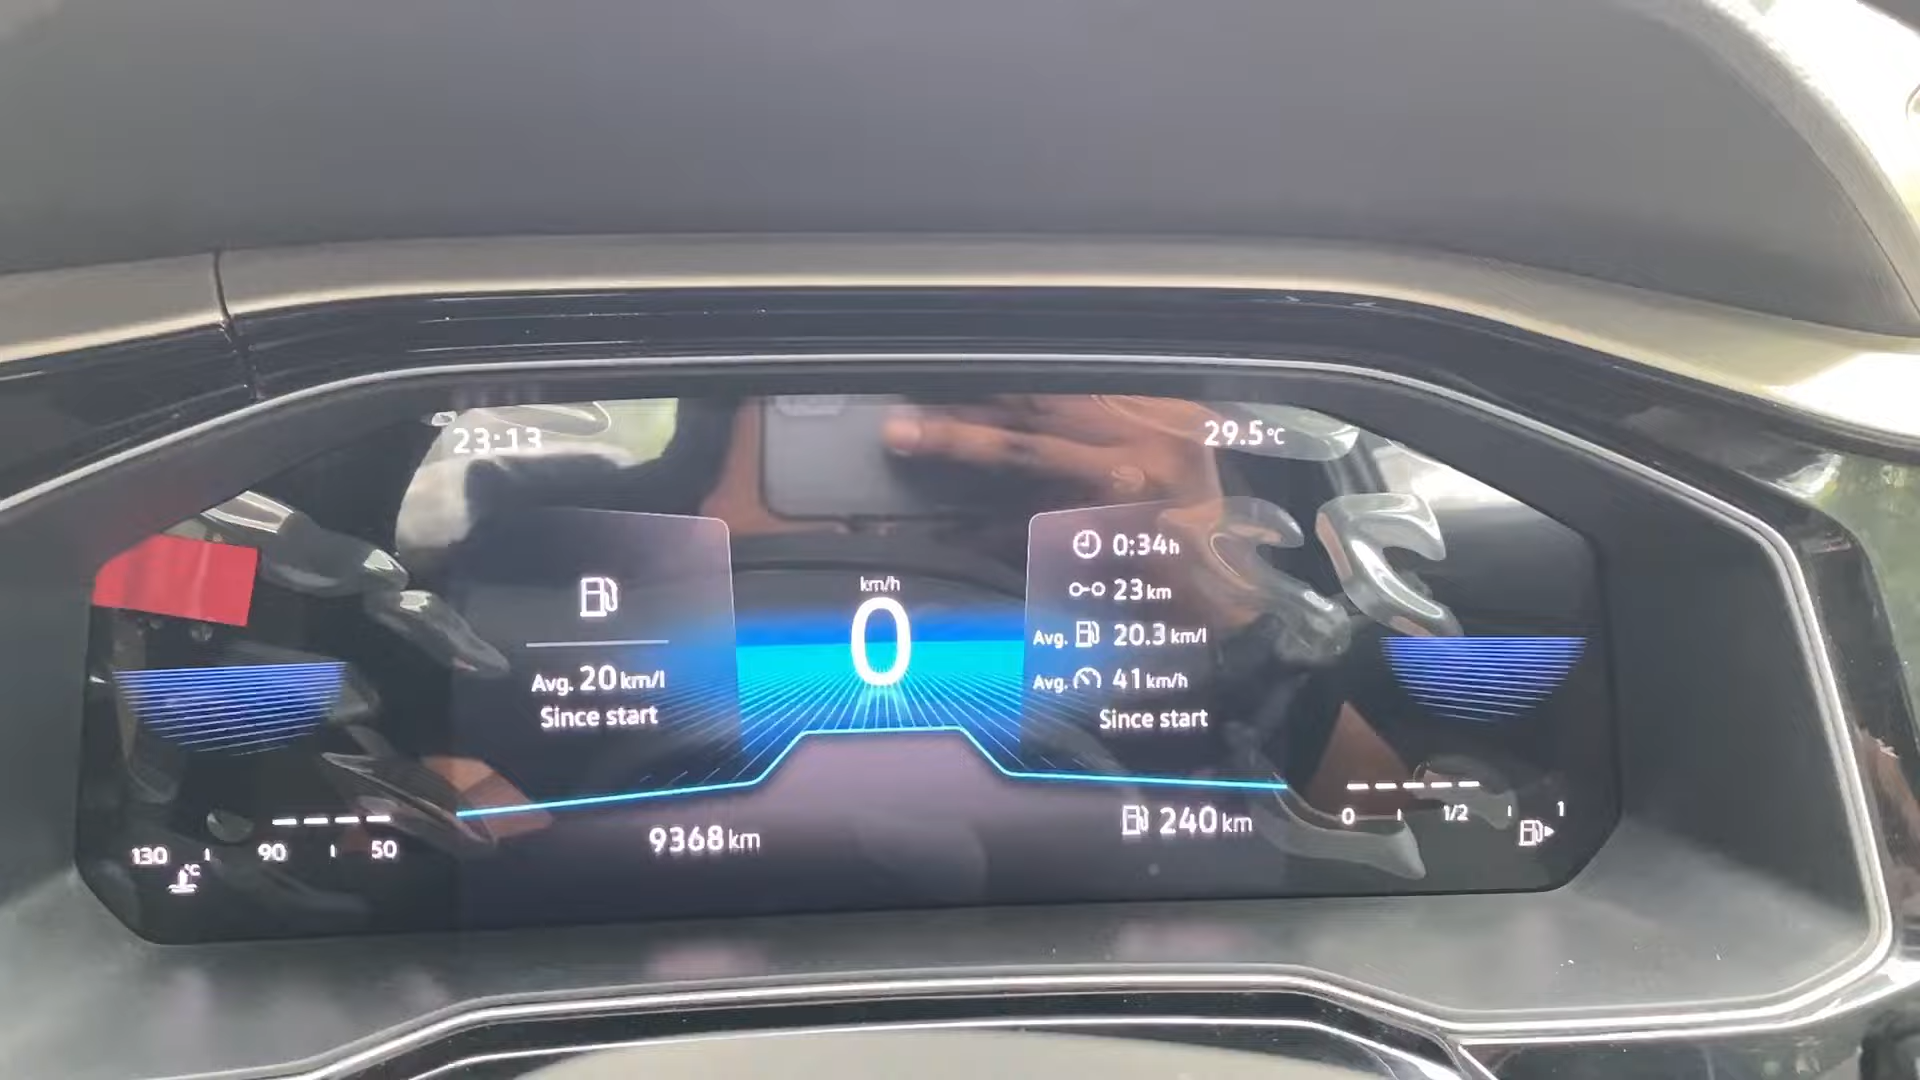 23:13
29.5°C
km/h
0
Avg. 20 km/l
Since start
0:34h
23 km
Avg. 20.3 km/l
Avg. 41 km/h
Since start
130 90 50
°C
9368 km
240 km
0 1/2 1